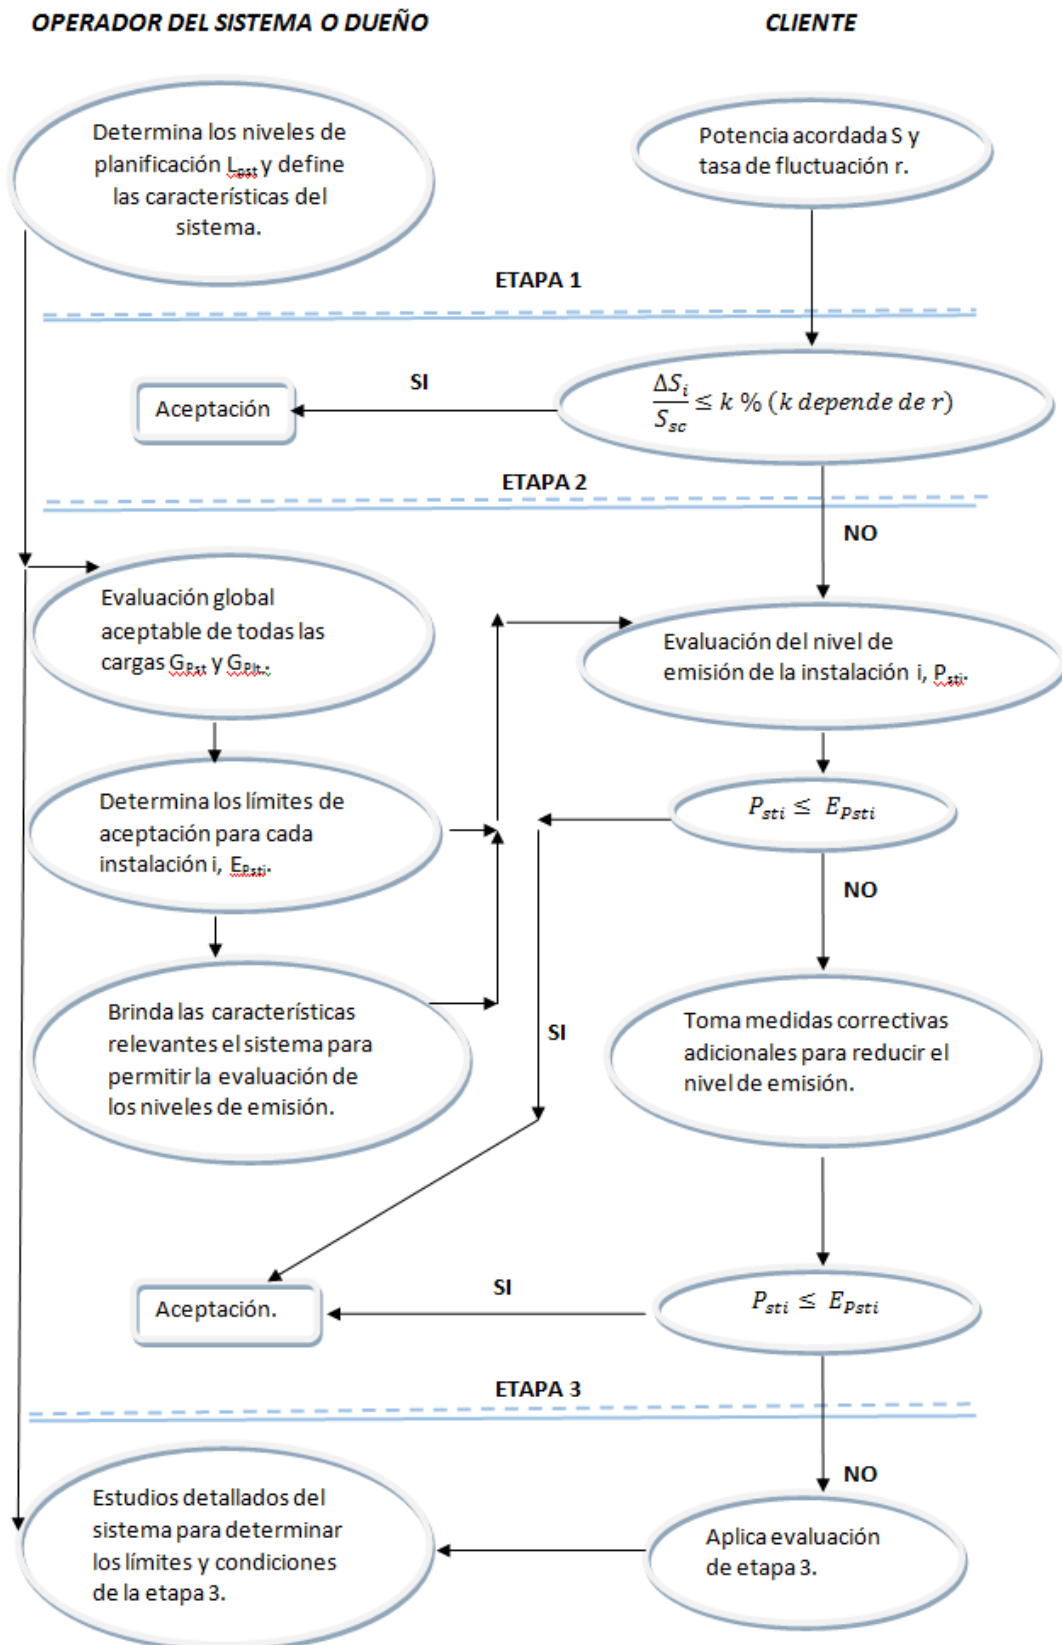 OPERADOR DEL SISTEMA O DUEÑO
CLIENTE
Determina los niveles de
planificación Lpst y define
las características del
sistema.
Potencia acordada S y
tasa de fluctuación r.
ETAPA 1
ΔSi/Ssc ≤ k % (k depende de r)
SI
Aceptación
ETAPA 2
NO
Evaluación global
aceptable de todas las
cargas GPst y GPlt.
Evaluación del nivel de
emisión de la instalación i, Psti.
Determina los límites de
aceptación para cada
instalación i, EPsti.
Psti ≤ EPsti
NO
Brinda las características
relevantes el sistema para
permitir la evaluación de
los niveles de emisión.
SI
Toma medidas correctivas
adicionales para reducir el
nivel de emisión.
Aceptación.
SI
Psti ≤ EPsti
ETAPA 3
NO
Estudios detallados del
sistema para determinar
los límites y condiciones
de la etapa 3.
Aplica evaluación
de etapa 3.